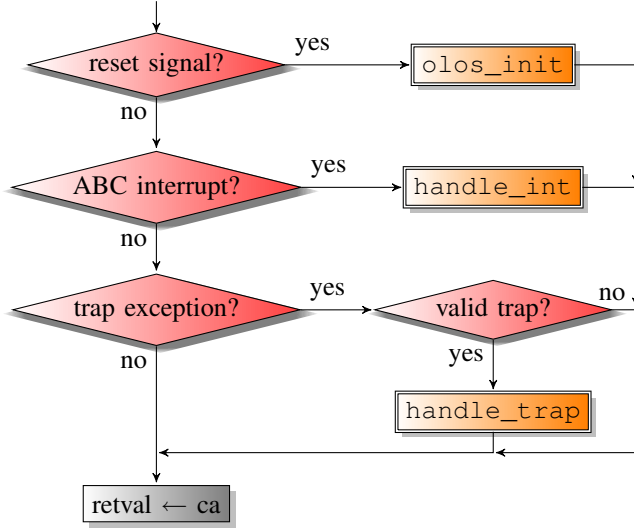 reset signal?
yes
olos_init
no
ABC interrupt?
yes
handle_int
no
trap exception?
yes
valid trap?
no
no
yes
handle_trap
retval ← ca